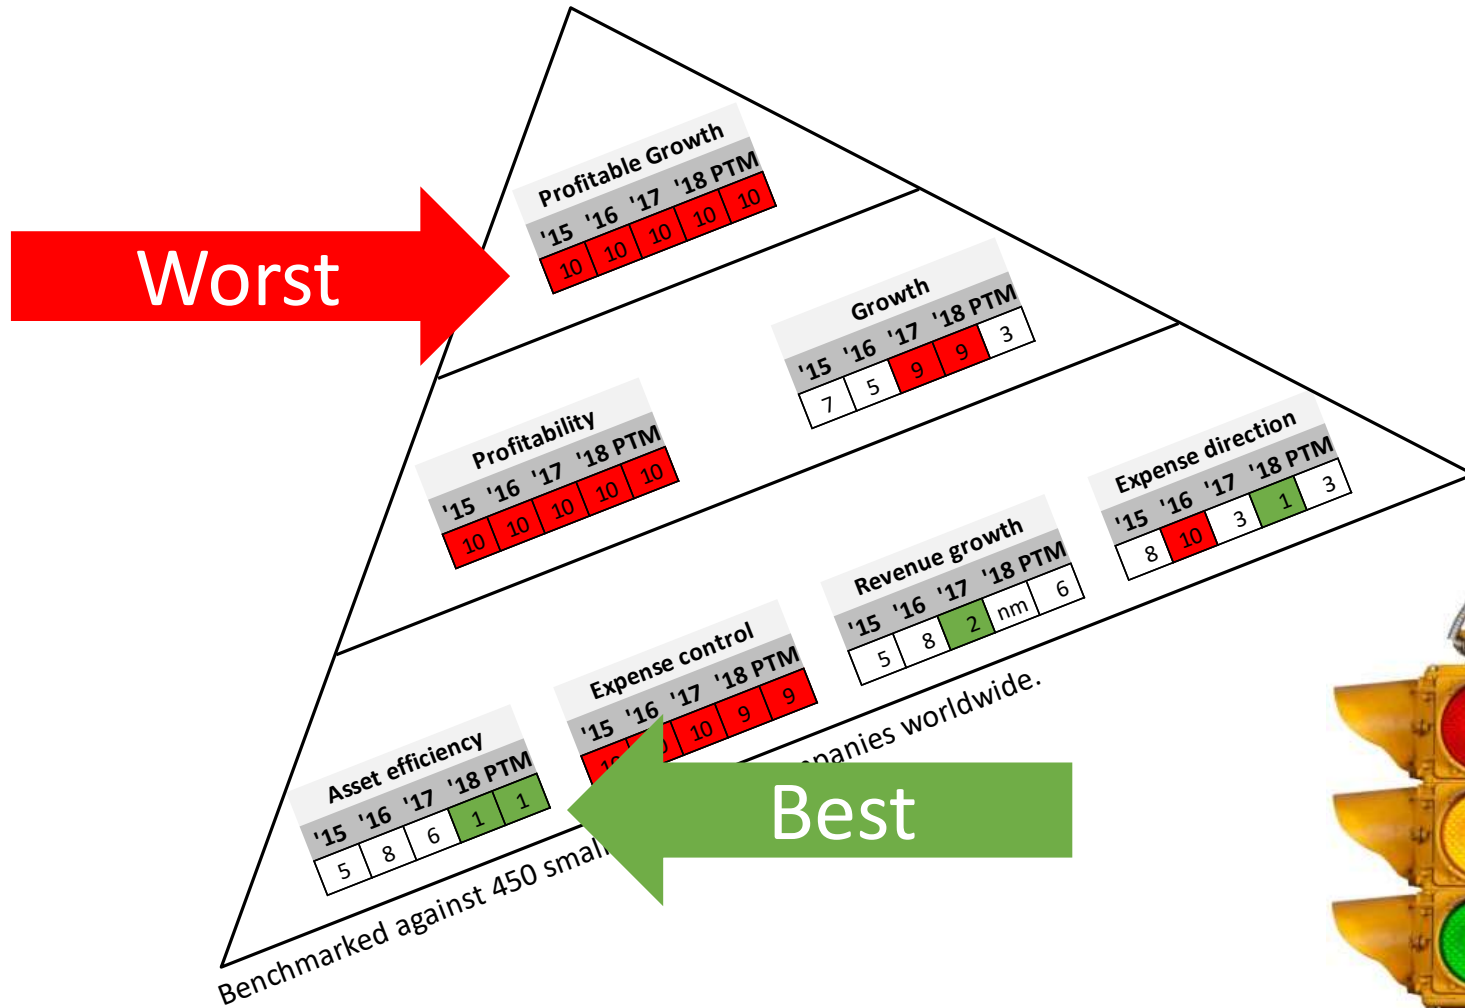 Profitable Growth
'15 '16 '17 '18 PTM
10 10 10 10 10
Worst
Growth
'15 '16 '17 '18 PTM
7 5 9 9 3
Profitability
'15 '16 '17 '18 PTM
10 10 10 10 10
Expense direction
'15 '16 '17 '18 PTM
8 10 3 1 3
Revenue growth
'15 '16 '17 '18 PTM
5 8 2 nm 6
Expense control
'15 '16 '17 '18 PTM
10 9 9
Asset efficiency
'15 '16 '17 '18 PTM
5 8 6 1 1
Best
Benchmarked against 450 worldwide.